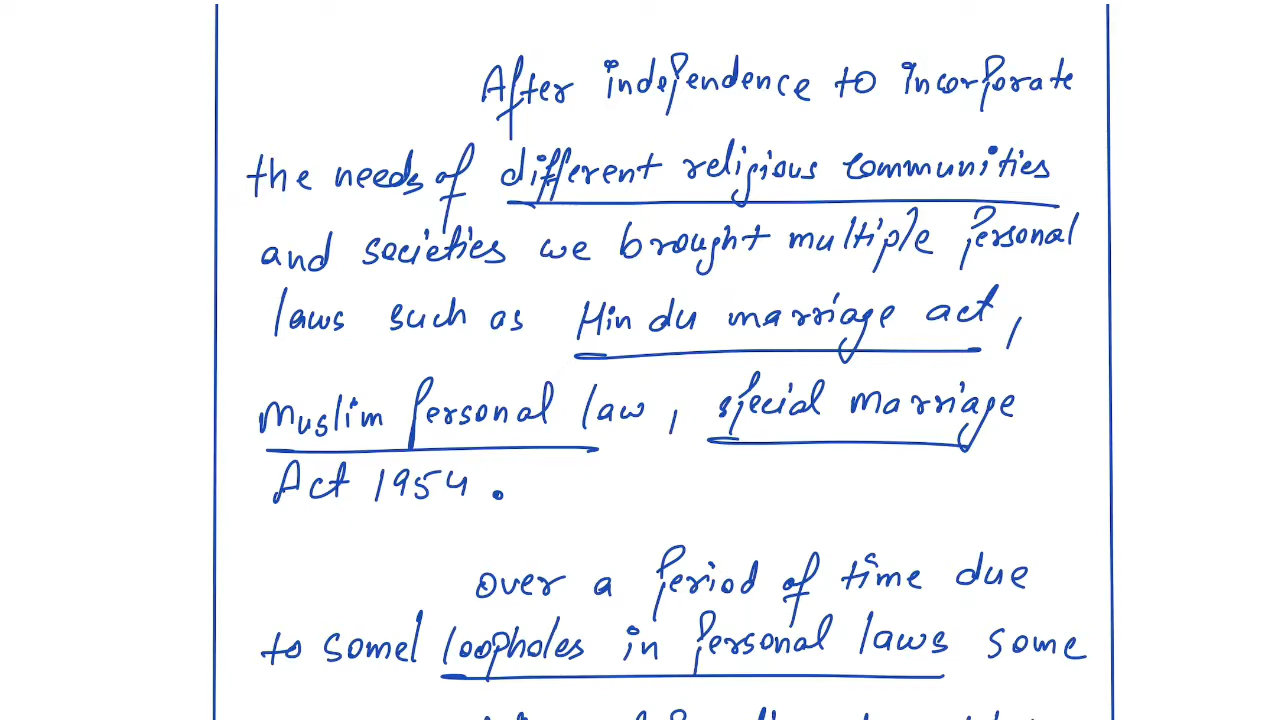 After independence to incorporate
the needs of different religious communities
and societies we brought multiple personal
laws such as Hindu marriage act,
Muslim personal law, special marriage
Act 1954.
over a period of time due
to somel loopholes in personal laws some